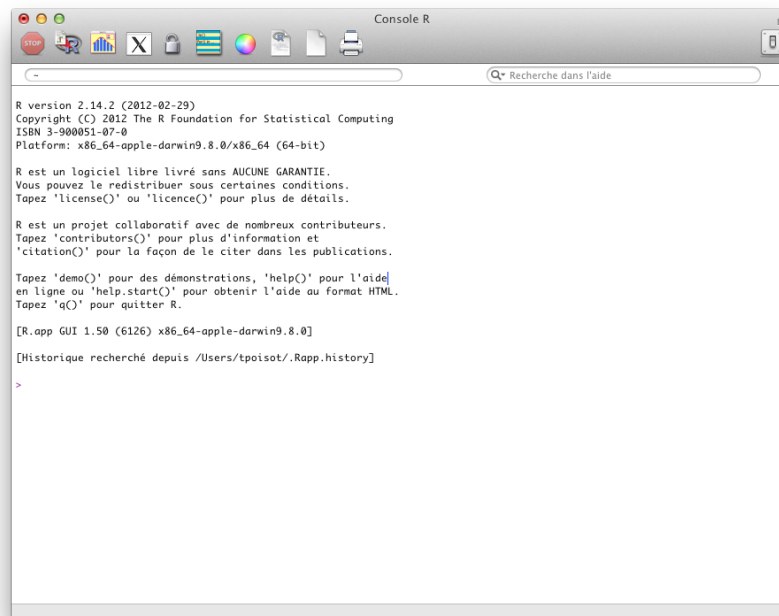 Console R
STOP
R
X
~
Recherche dans l'aide
R version 2.14.2 (2012-02-29)
Copyright (C) 2012 The R Foundation for Statistical Computing
ISBN 3-900051-07-0
Platform: x86_64-apple-darwin9.8.0/x86_64 (64-bit)
R est un logiciel libre livré sans AUCUNE GARANTIE.
Vous pouvez le redistribuer sous certaines conditions.
Tapez 'license()' ou 'licence()' pour plus de détails.
R est un projet collaboratif avec de nombreux contributeurs.
Tapez 'contributors()' pour plus d'information et
'citation()' pour la façon de le citer dans les publications.
Tapez 'demo()' pour des démonstrations, 'help()' pour l'aide
en ligne ou 'help.start()' pour obtenir l'aide au format HTML.
Tapez 'q()' pour quitter R.
[R.app GUI 1.50 (6126) x86_64-apple-darwin9.8.0]
[Historique recherché depuis /Users/tpoisot/.Rapp.history]
>